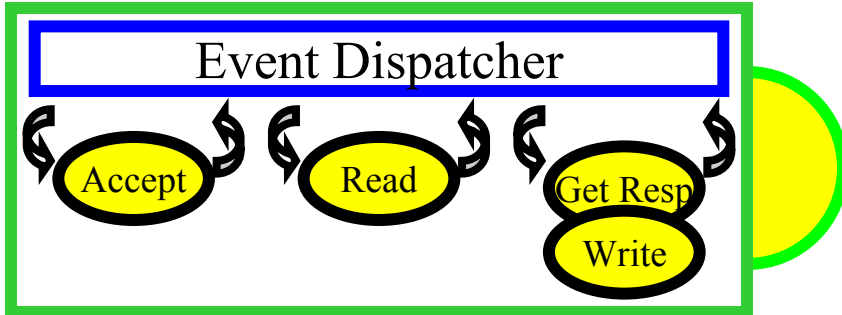 Event Dispatcher
Accept
Read
Get Resp
Write